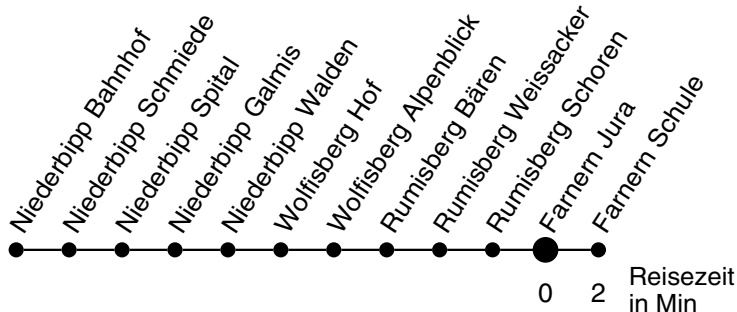 Niederbipp Bahnhof
Niederbipp Schmiede
Niederbipp Spital
Niederbipp Galmis
Niederbipp Walden
Wolfisberg Hof
Wolfisberg Alpenblick
Rumisberg Bären
Rumisberg Weissacker
Rumisberg Schoren
Farnern Jura
Farnern Schule
0 2 Reisezeit
in Min